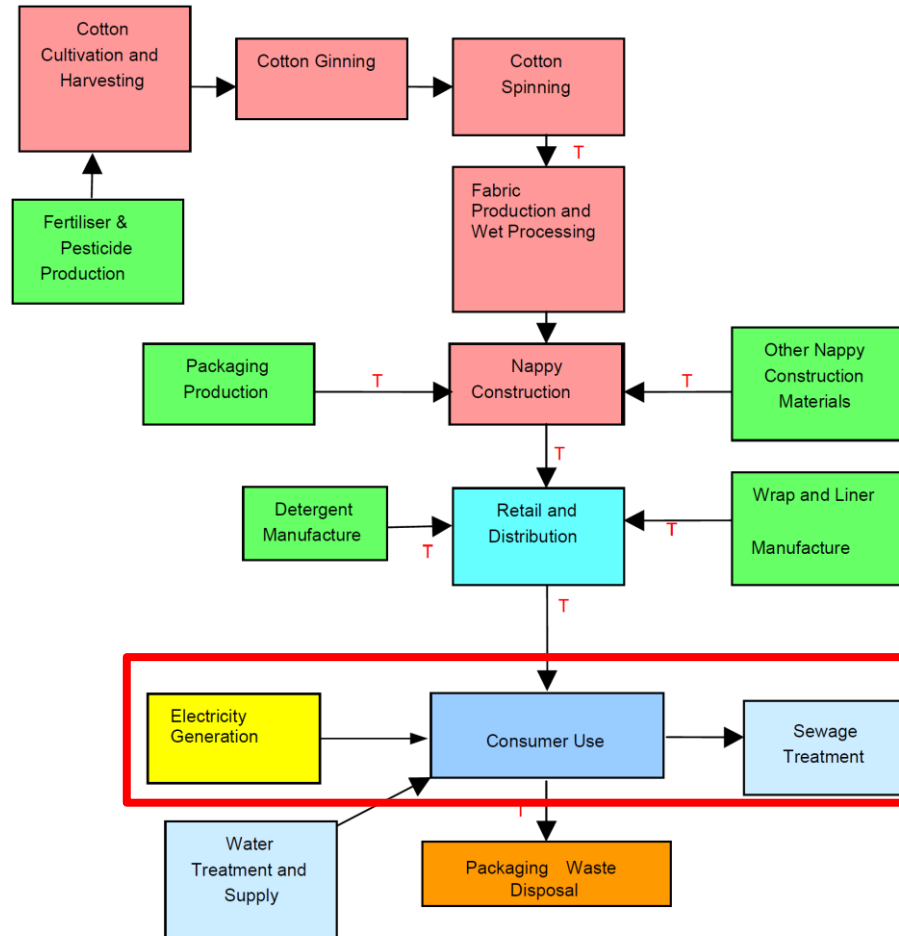 Cotton
Cultivation and
Harvesting
Cotton Ginning
Cotton
Spinning
T
Fertiliser &
Pesticide
Production
Fabric
Production and
Wet Processing
Packaging
Production
T
Nappy
Construction
T
Other Nappy
Construction
Materials
T
Detergent
Manufacture
T
Retail and
Distribution
T
Wrap and Liner
Manufacture
T
Electricity
Generation
Consumer Use
Sewage
Treatment
T
Water
Treatment and
Supply
Packaging Waste
Disposal